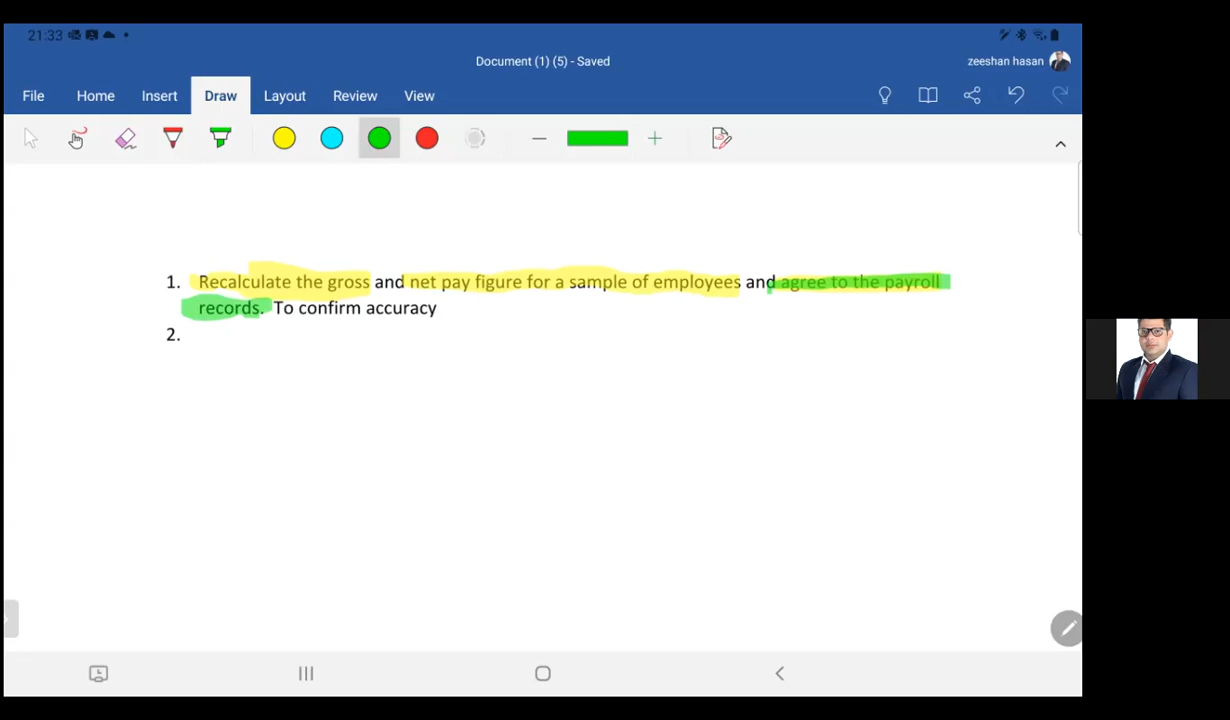 21:33
Document (1) (5) - Saved
zeeshan hasan
File Home Insert Draw Layout Review View
1. Recalculate the gross and net pay figure for a sample of employees and agree to the payroll
records. To confirm accuracy
2.